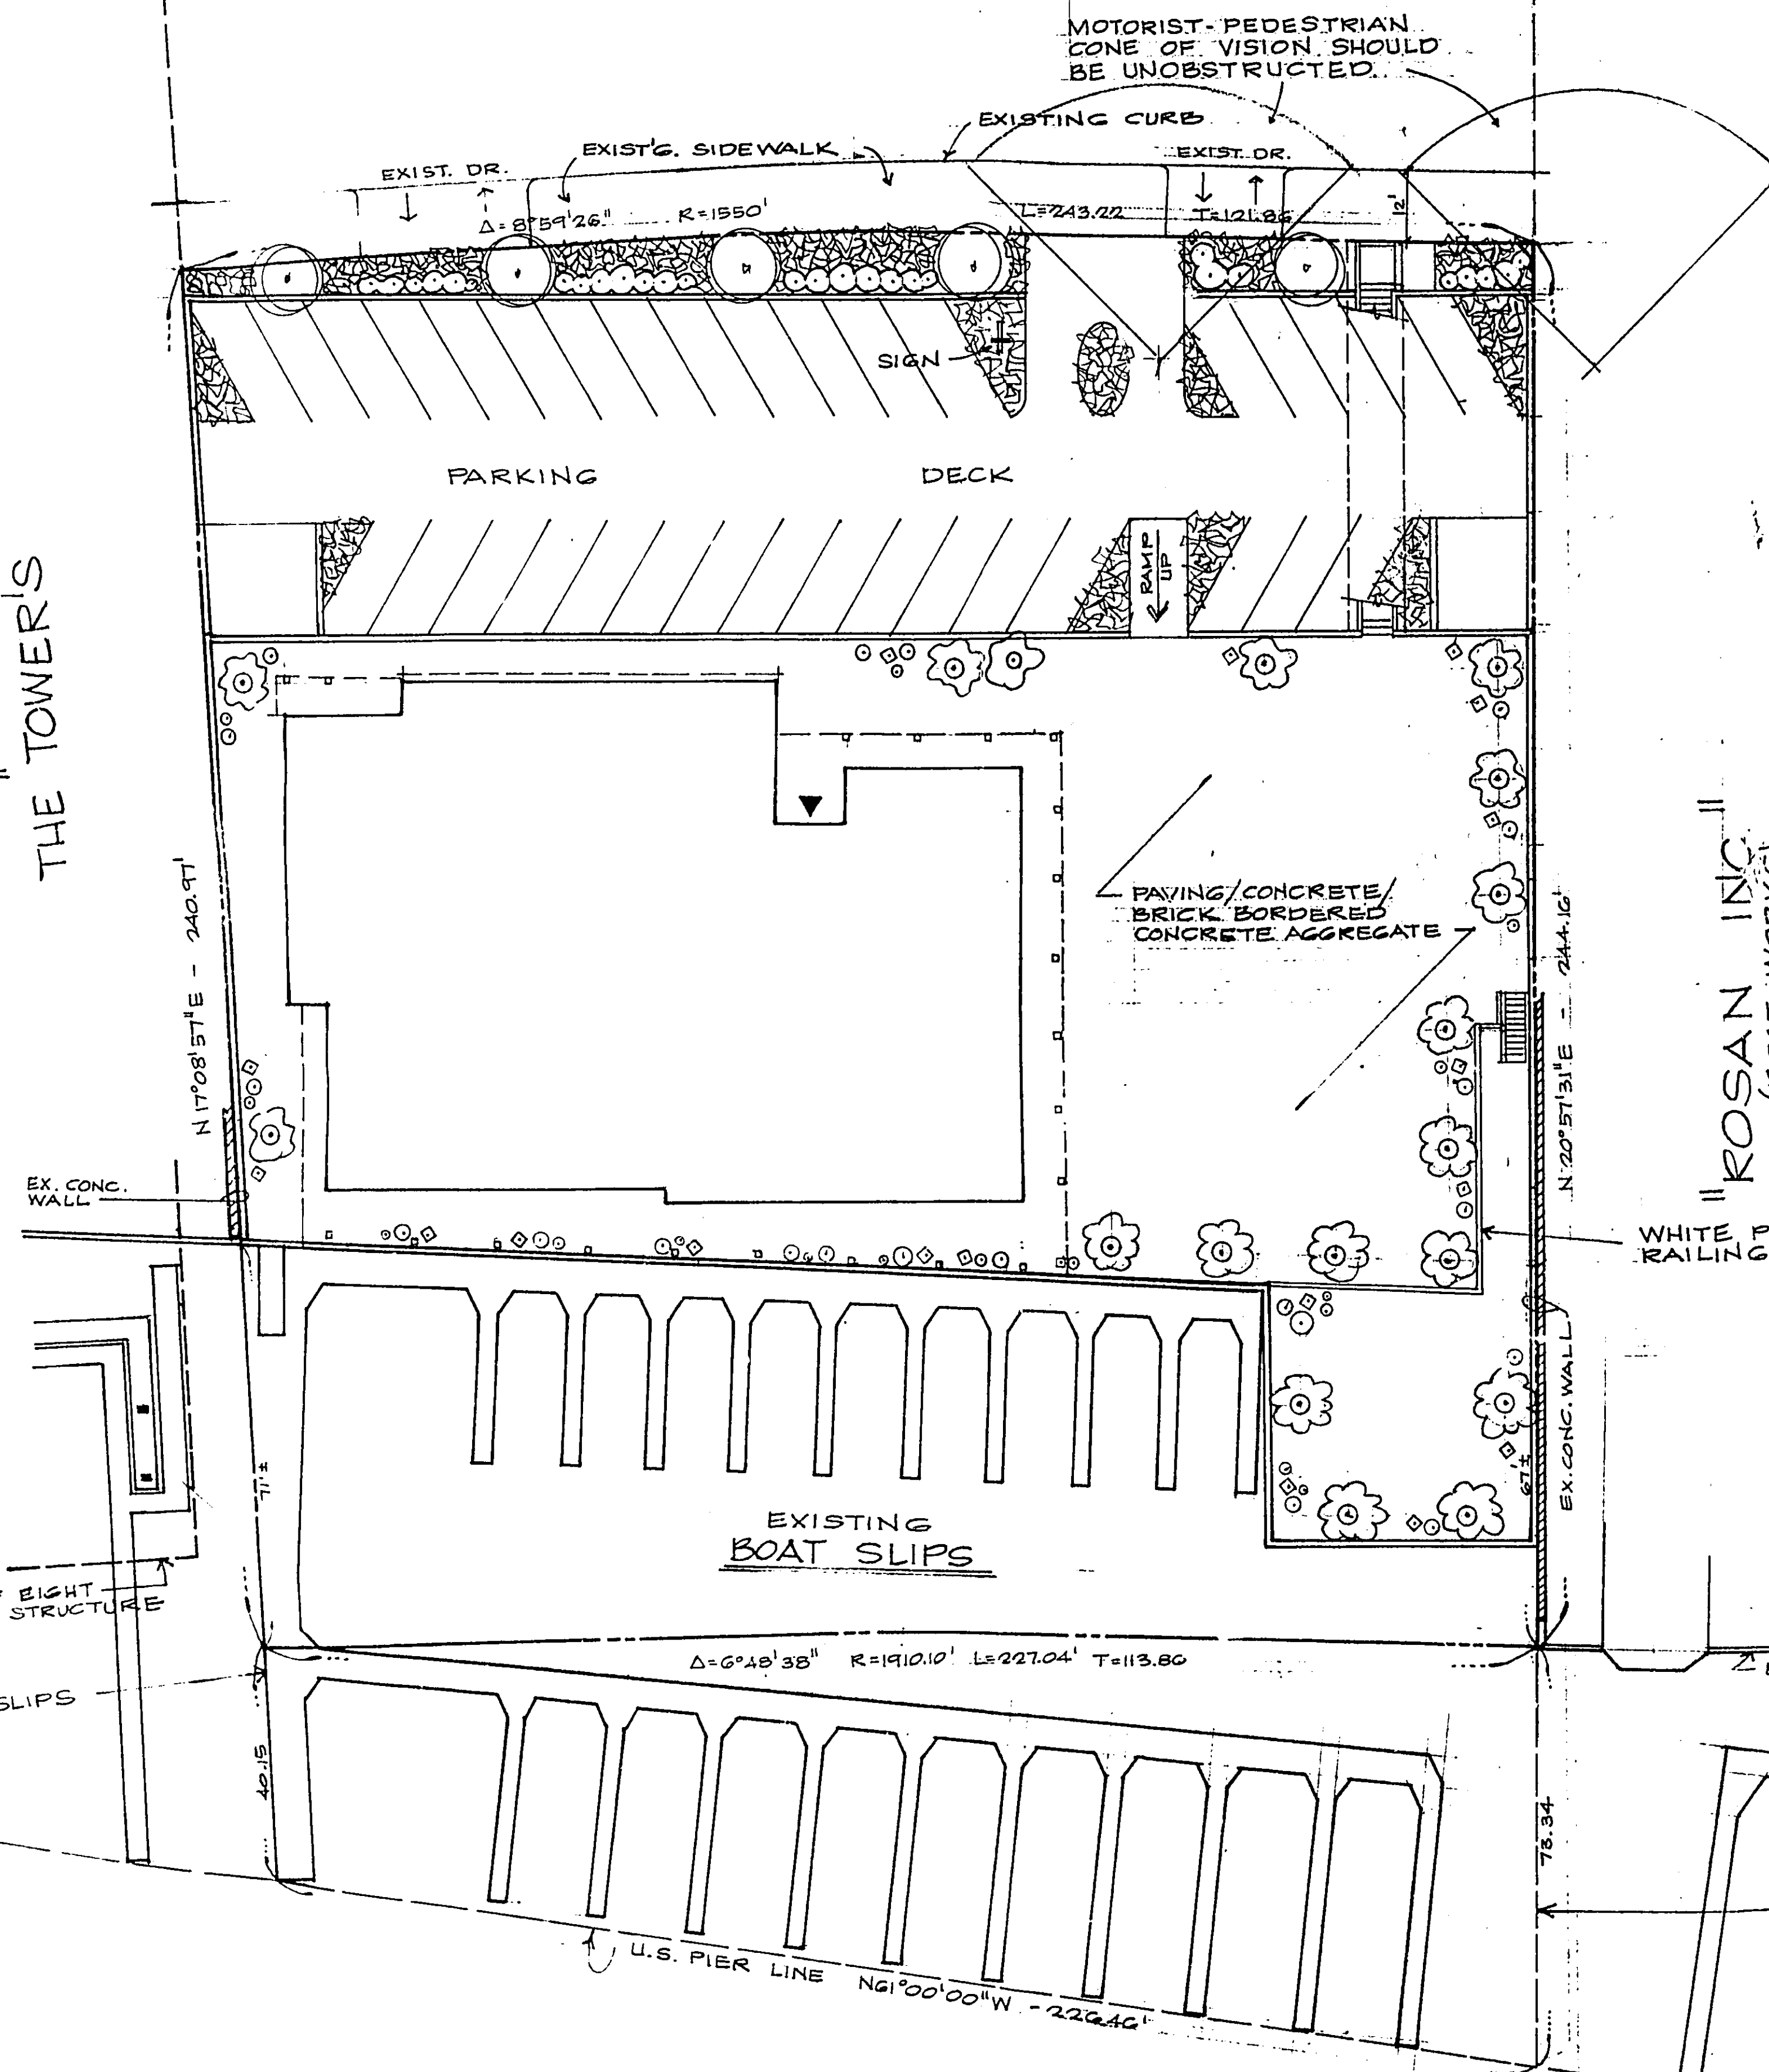 MOTORIST-PEDESTRIAN
CONE OF VISION SHOULD
BE UNOBSTRUCTED
EXISTING CURB
EXIST'G. SIDEWALK
EXIST. DR.
EXIST. DR.
Δ=8°59'26"
R=1550'
L=243.22
T=121.86
12'
SIGN
PARKING DECK
RAMP
UP
"THE TOWER'S
N 17°08'57"E - 240.97'
PAVING/CONCRETE/
BRICK BORDERED
CONCRETE AGGREGATE
N 20°57'31"E - 244.16'
"ROSAN INC."
EX. CONC.
WALL
WHITE
RAILING
EX. CONC. WALL
71'±
67'±
EXISTING
BOAT SLIPS
EIGHT
STRUCTURE
Δ=6°48'38" R=1910.10' L=227.04' T=113.86
SLIPS
40.15
73.34
U.S. PIER LINE N61°00'00"W - 226.46'